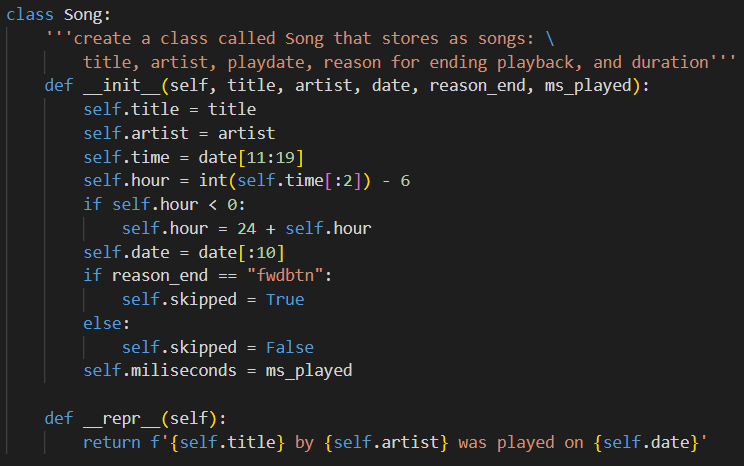 class Song:
    '''create a class called Song that stores as songs: \
        title, artist, playdate, reason for ending playback, and duration'''
    def __init__(self, title, artist, date, reason_end, ms_played):
        self.title = title
        self.artist = artist
        self.time = date[11:19]
        self.hour = int(self.time[:2]) - 6
        if self.hour < 0:
            self.hour = 24 + self.hour
        self.date = date[:10]
        if reason_end == "fwdbtn":
            self.skipped = True
        else:
            self.skipped = False
        self.miliseconds = ms_played

    def __repr__(self):
        return f'{self.title} by {self.artist} was played on {self.date}'